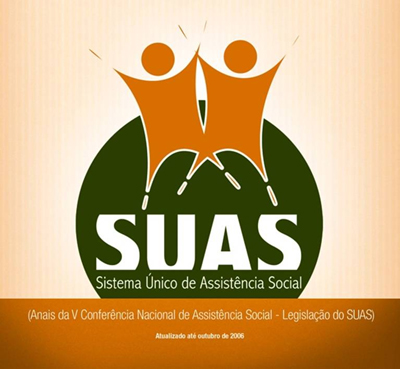 SUAS
Sistema Único de Assistência Social
(Anais da V Conferência Nacional de Assistência Social - Legislação do SUAS)
Atualizado até outubro de 2006